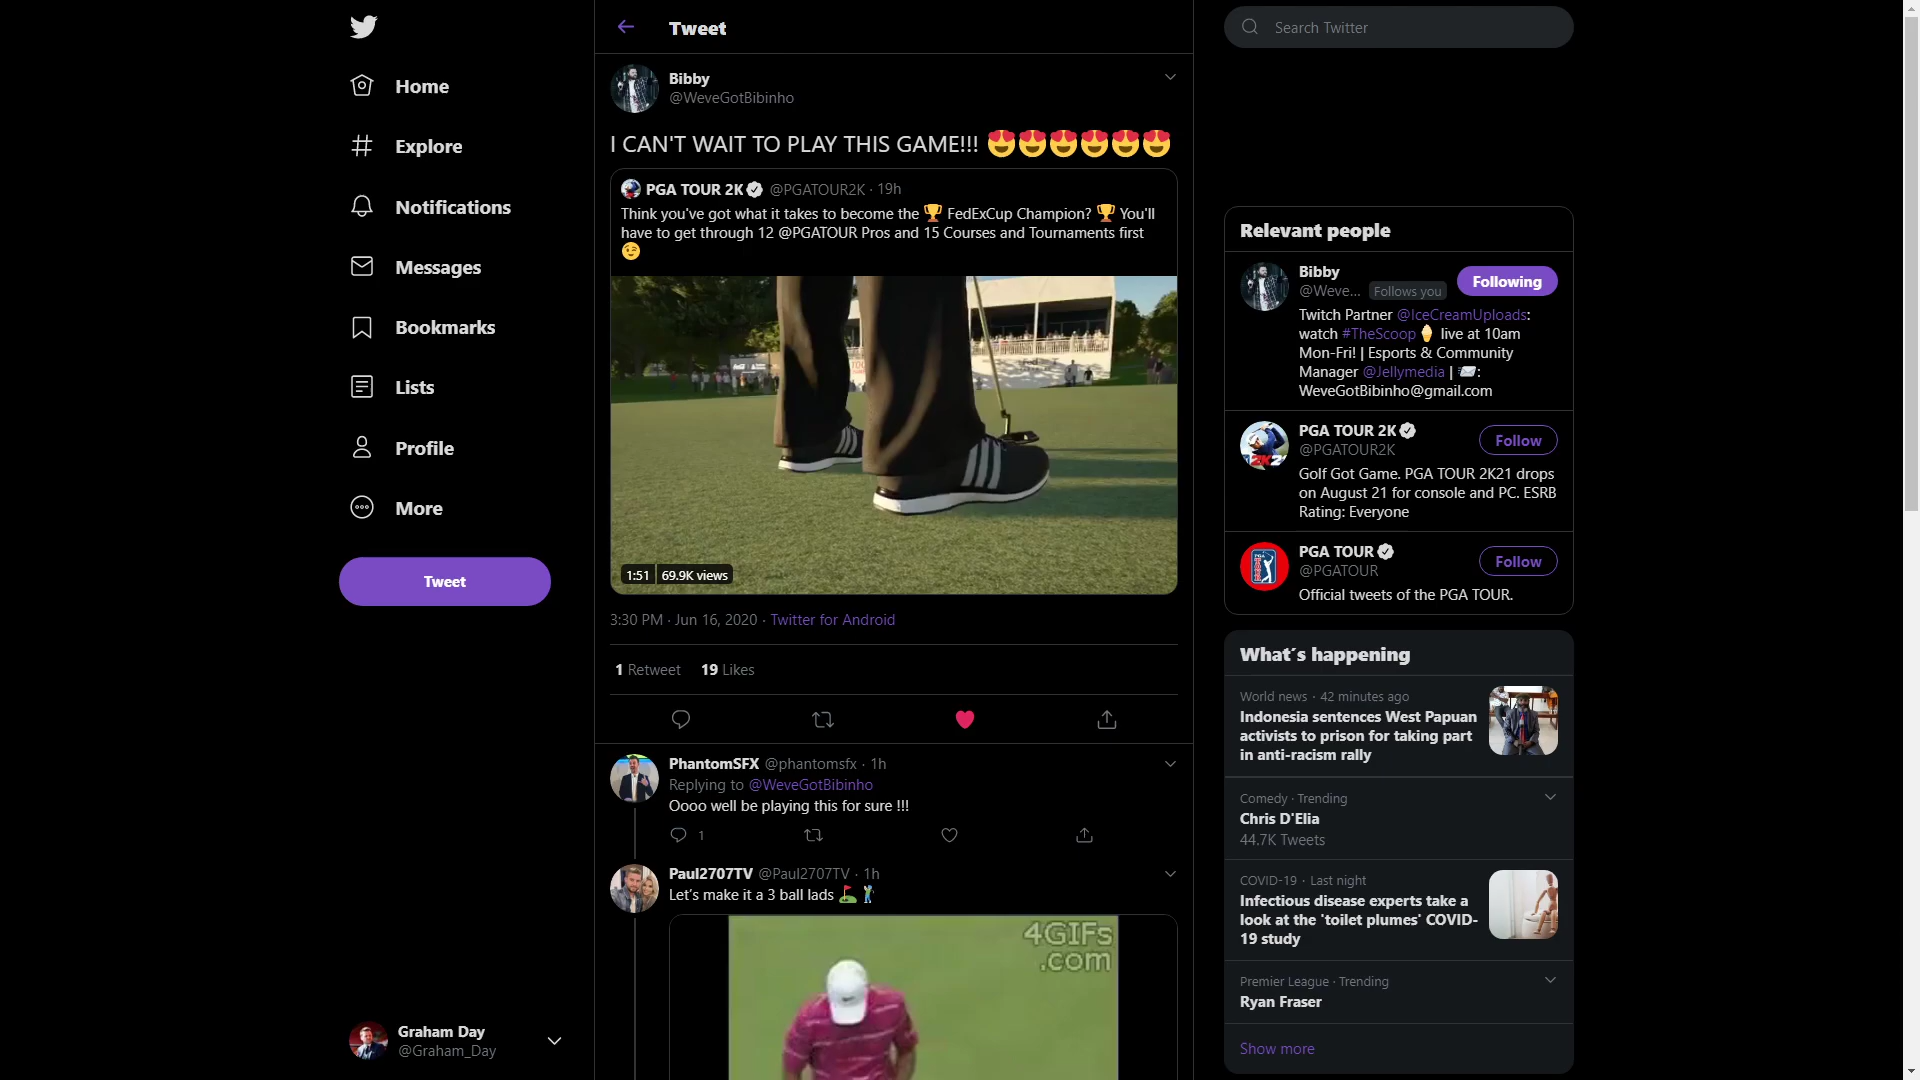 Home
Explore
Notifications
Messages
Bookmarks
Lists
Profile
More
Tweet
Graham Day
@Graham_Day
Tweet
Bibby
@WeveGotBibinho
I CAN'T WAIT TO PLAY THIS GAME!!! 😍😍😍😍😍😍
PGA TOUR 2K @PGATOUR2K · 19h
Think you've got what it takes to become the 🏆 FedExCup Champion? 🏆 You'll
have to get through 12 @PGATOUR Pros and 15 Courses and Tournaments first
😉
1:51 69.9K views
3:30 PM · Jun 16, 2020 · Twitter for Android
1 Retweet 19 Likes
PhantomSFX @phantomsfx · 1h
Replying to @WeveGotBibinho
Oooo well be playing this for sure !!!
1
Paul2707TV @Paul2707TV · 1h
Let's make it a 3 ball lads ⛳🏌
4GIFs
.com
Search Twitter
Relevant people
Bibby
@Weve... Follows you
Following
Twitch Partner @IceCreamUploads:
watch #TheScoop 🍦 live at 10am
Mon-Fri! | Esports & Community
Manager @Jellymedia | 📨:
WeveGotBibinho@gmail.com
PGA TOUR 2K
@PGATOUR2K
Follow
Golf Got Game. PGA TOUR 2K21 drops
on August 21 for console and PC. ESRB
Rating: Everyone
PGA TOUR
@PGATOUR
Follow
Official tweets of the PGA TOUR.
What's happening
World news · 42 minutes ago
Indonesia sentences West Papuan
activists to prison for taking part
in anti-racism rally
Comedy · Trending
Chris D'Elia
44.7K Tweets
COVID-19 · Last night
Infectious disease experts take a
look at the 'toilet plumes' COVID-
19 study
Premier League · Trending
Ryan Fraser
Show more